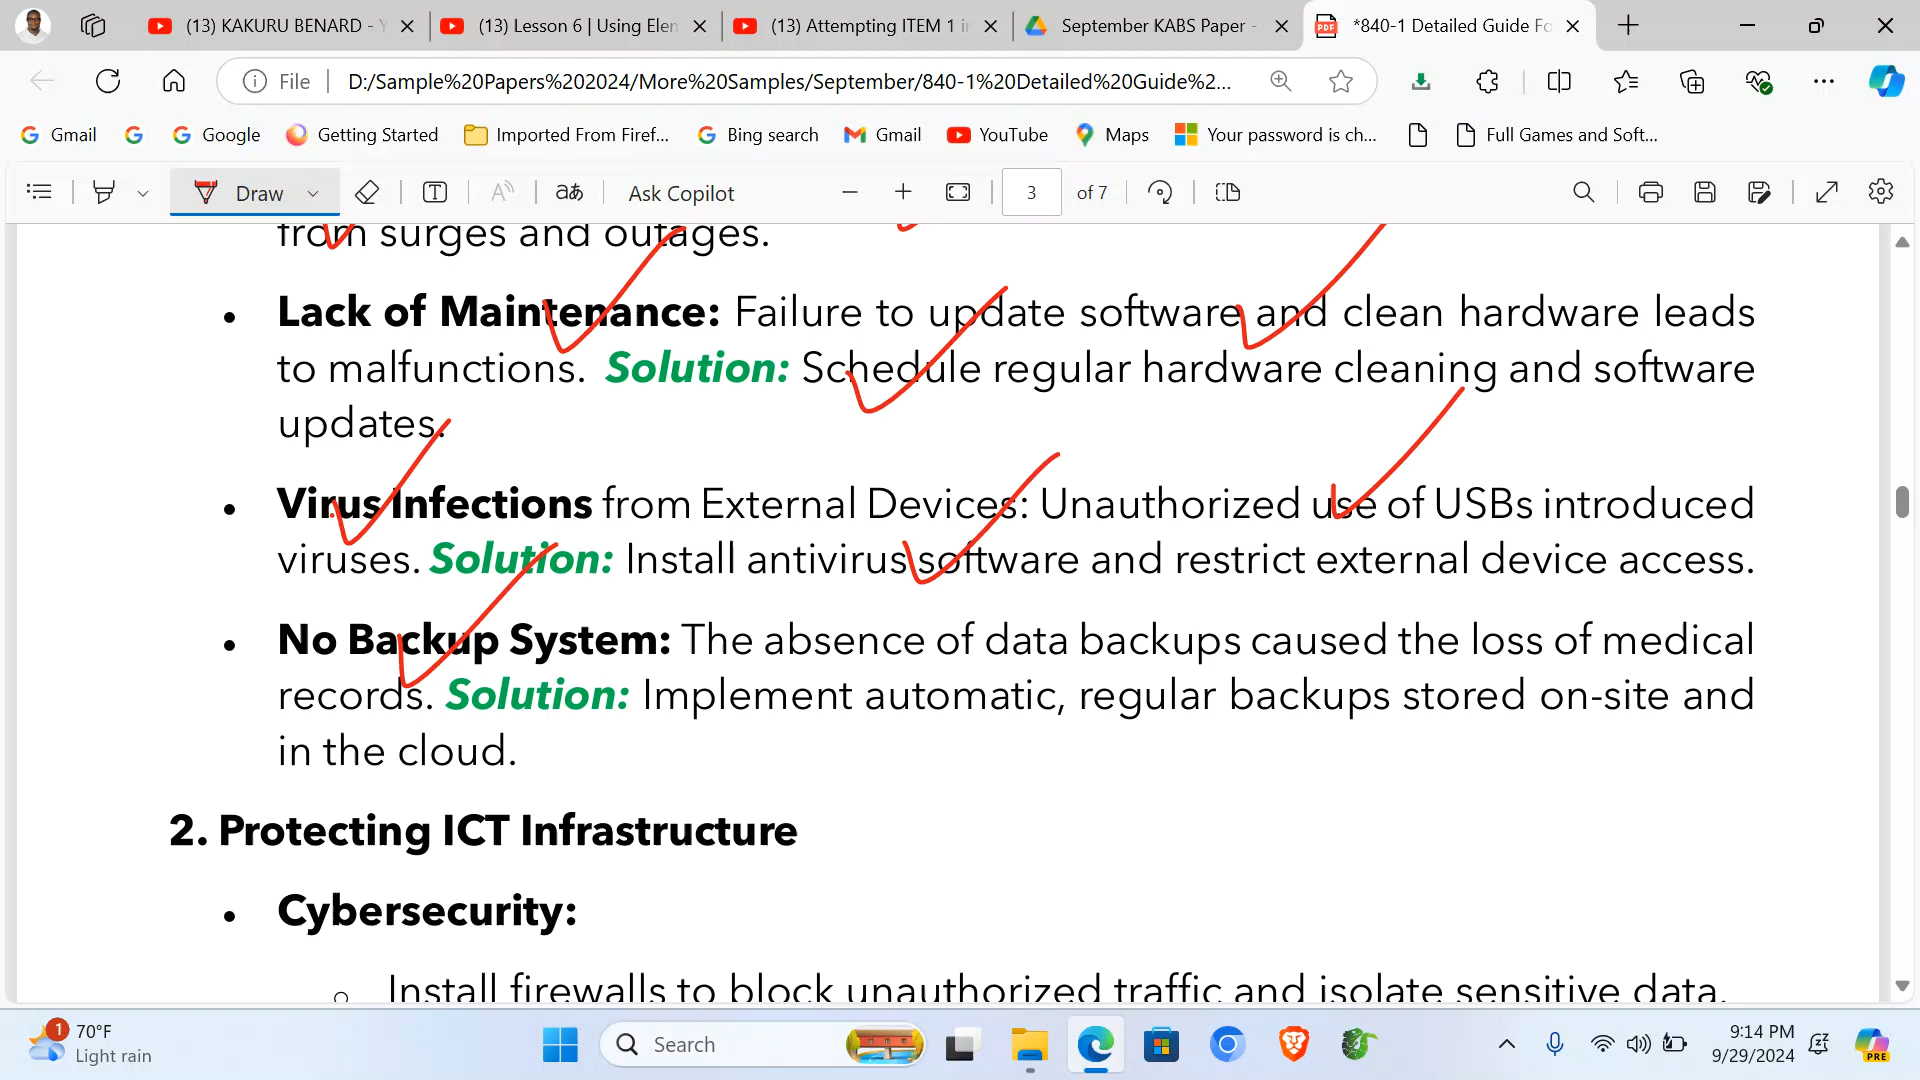 (13) KAKURU BENARD - Y
(13) Lesson 6 | Using Elem
(13) Attempting ITEM 1 i
September KABS Paper -
*840-1 Detailed Guide Fo
File
D:/Sample%20Papers%202024/More%20Samples/September/840-1%20Detailed%20Guide%2...
Gmail
Google
Getting Started
Imported From Firef...
Bing search
Gmail
YouTube
Maps
Your password is ch...
Full Games and Soft...
Draw
Ask Copilot
3 of 7
from surges and outages.
• Lack of Maintenance: Failure to update software and clean hardware leads
to malfunctions. Solution: Schedule regular hardware cleaning and software
updates.
• Virus Infections from External Devices: Unauthorized use of USBs introduced
viruses. Solution: Install antivirus software and restrict external device access.
• No Backup System: The absence of data backups caused the loss of medical
records. Solution: Implement automatic, regular backups stored on-site and
in the cloud.
2. Protecting ICT Infrastructure
• Cybersecurity:
o Install firewalls to block unauthorized traffic and isolate sensitive data.
1
70°F
Light rain
Search
9:14 PM
9/29/2024
PRE